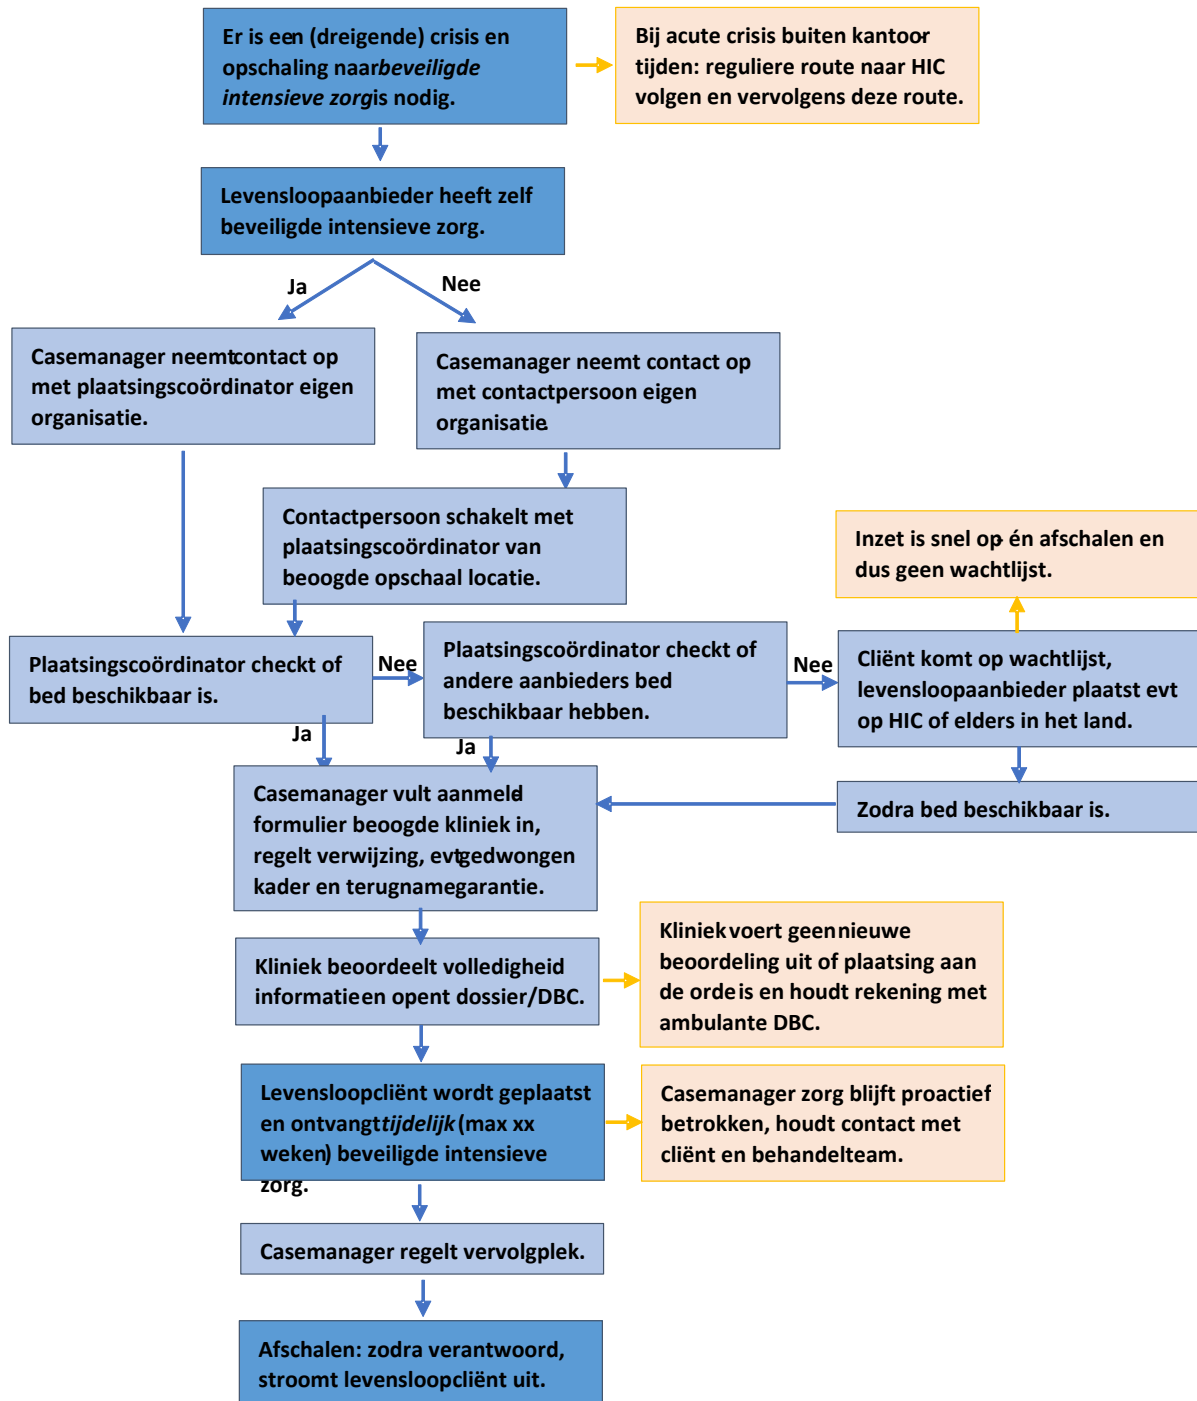 Er is een (dreigende) crisis en
opschaling naar beveiligde
intensieve zorg is nodig.
Bij acute crisis buiten kantoor-
tijden: reguliere route naar HIC
volgen en vervolgens deze route.
Levensloopaanbieder heeft zelf
beveiligde intensieve zorg.
Ja
Nee
Casemanager neemt contact op
met plaatsingscoördinator eigen
organisatie.
Casemanager neemt contact op
met contactpersoon eigen
organisatie.
Contactpersoon schakelt met
plaatsingscoördinator van
beoogde opschaal locatie.
Inzet is snel op- én afschalen en
dus geen wachtlijst.
Plaatsingscoördinator checkt of
bed beschikbaar is.
Nee
Plaatsingscoördinator checkt of
andere aanbieders bed
beschikbaar hebben.
Nee
Cliënt komt op wachtlijst,
levensloopaanbieder plaatst evt
op HIC of elders in het land.
Ja
Ja
Casemanager vult aanmeld-
formulier beoogde kliniek in,
regelt verwijzing, evt gedwongen
kader en terugnamegarantie.
Zodra bed beschikbaar is.
Kliniek beoordeelt volledigheid
informatie en opent dossier/DBC.
Kliniek voert geen nieuwe
beoordeling uit of plaatsing aan
de orde is en houdt rekening met
ambulante DBC.
Levensloopcliënt wordt geplaatst
en ontvangt tijdelijk (max xx
weken) beveiligde intensieve
zorg.
Casemanager zorg blijft proactief
betrokken, houdt contact met
cliënt en behandelteam.
Casemanager regelt vervolgplek.
Afschalen: zodra verantwoord,
stroomt levensloopcliënt uit.